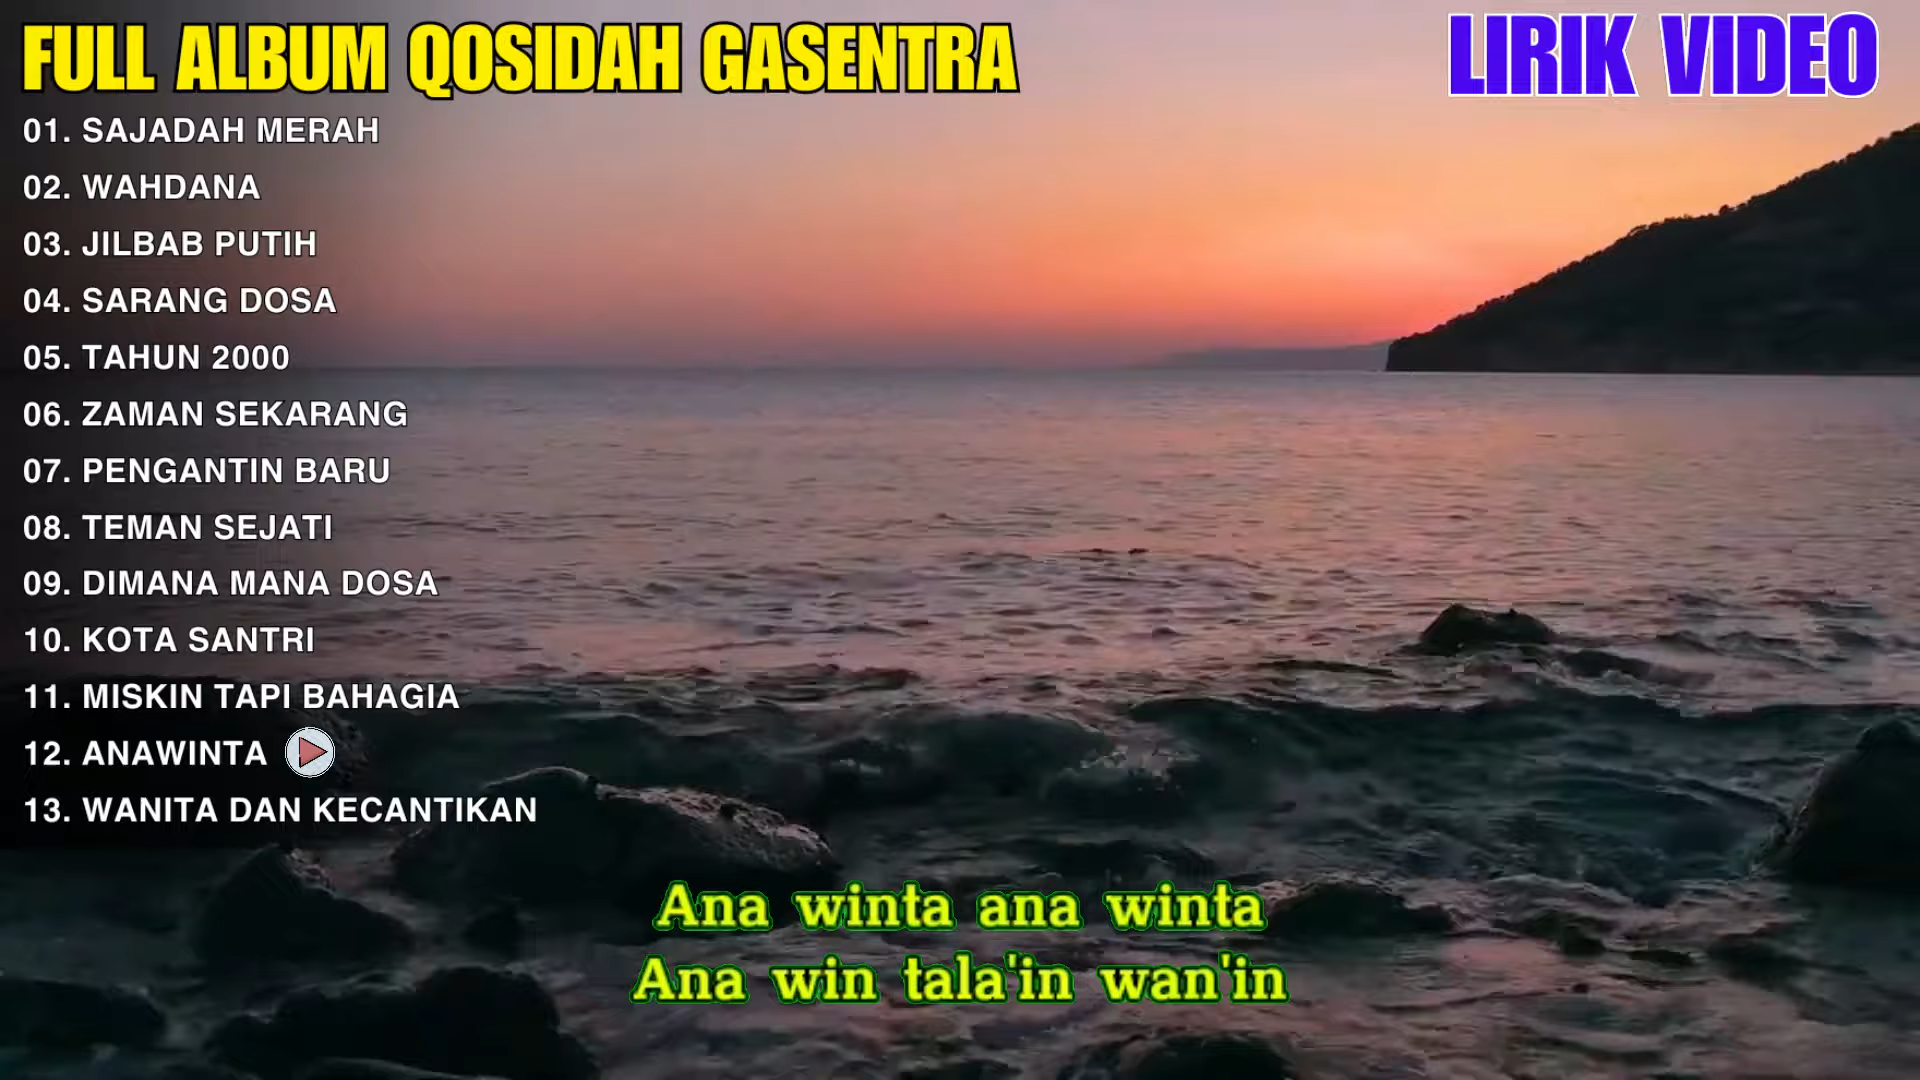 FULL ALBUM QOSIDAH GASENTRA
LIRIK VIDEO
01. SAJADAH MERAH
02. WAHDANA
03. JILBAB PUTIH
04. SARANG DOSA
05. TAHUN 2000
06. ZAMAN SEKARANG
07. PENGANTIN BARU
08. TEMAN SEJATI
09. DIMANA MANA DOSA
10. KOTA SANTRI
11. MISKIN TAPI BAHAGIA
12. ANAWINTA
13. WANITA DAN KECANTIKAN
Ana winta ana winta
Ana win tala'in wan'in